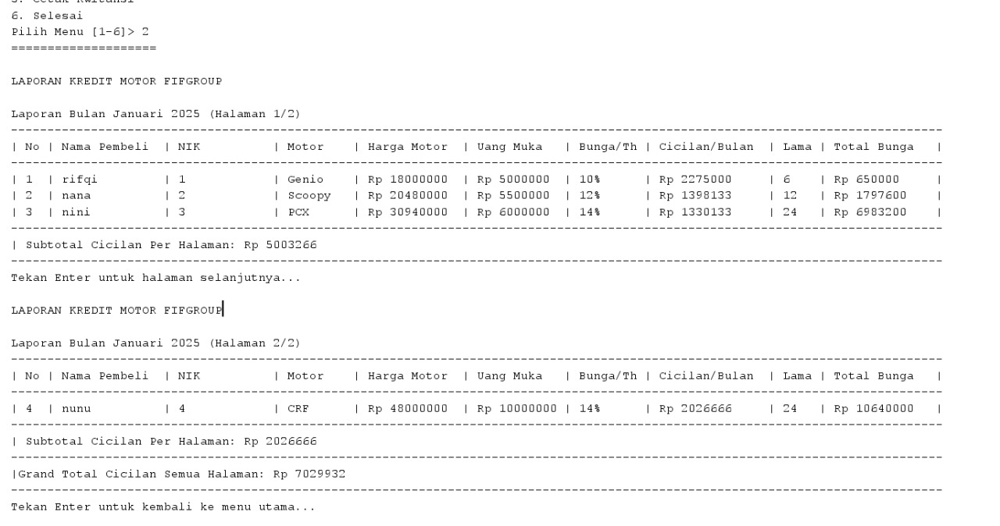 5. Cetak Kwitansi
6. Selesai
Pilih Menu [1-6]> 2
====================
LAPORAN KREDIT MOTOR FIFGROUP
Laporan Bulan Januari 2025 (Halaman 1/2)
--------------------------------------------------------------------------------------------------------------------------------
| No | Nama Pembeli  | NIK          | Motor    | Harga Motor  | Uang Muka   | Bunga/Th | Cicilan/Bulan  | Lama | Total Bunga   |
--------------------------------------------------------------------------------------------------------------------------------
| 1  | rifqi         | 1            | Genio    | Rp 18000000  | Rp 5000000  | 10%      | Rp 2275000     | 6    | Rp 650000     |
| 2  | nana          | 2            | Scoopy   | Rp 20480000  | Rp 5500000  | 12%      | Rp 1398133     | 12   | Rp 1797600    |
| 3  | nini          | 3            | PCX      | Rp 30940000  | Rp 6000000  | 14%      | Rp 1330133     | 24   | Rp 6983200    |
--------------------------------------------------------------------------------------------------------------------------------
| Subtotal Cicilan Per Halaman: Rp 5003266
--------------------------------------------------------------------------------------------------------------------------------
Tekan Enter untuk halaman selanjutnya...
LAPORAN KREDIT MOTOR FIFGROUP
Laporan Bulan Januari 2025 (Halaman 2/2)
--------------------------------------------------------------------------------------------------------------------------------
| No | Nama Pembeli  | NIK          | Motor    | Harga Motor  | Uang Muka   | Bunga/Th | Cicilan/Bulan  | Lama | Total Bunga   |
--------------------------------------------------------------------------------------------------------------------------------
| 4  | nunu          | 4            | CRF      | Rp 48000000  | Rp 10000000 | 14%      | Rp 2026666     | 24   | Rp 10640000   |
--------------------------------------------------------------------------------------------------------------------------------
| Subtotal Cicilan Per Halaman: Rp 2026666
--------------------------------------------------------------------------------------------------------------------------------
|Grand Total Cicilan Semua Halaman: Rp 7029932
--------------------------------------------------------------------------------------------------------------------------------
Tekan Enter untuk kembali ke menu utama...